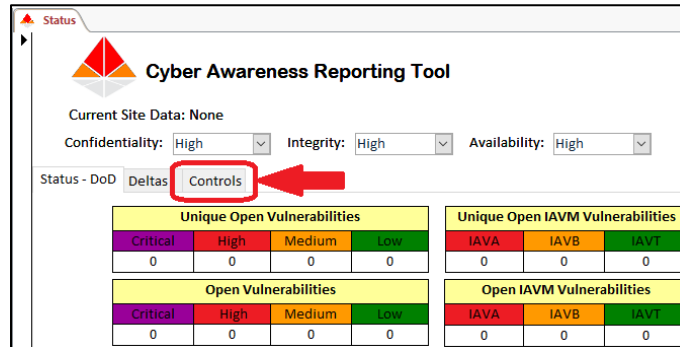 Status
Cyber Awareness Reporting Tool
Current Site Data: None
Confidentiality: High Integrity: High Availability: High
Status - DoD Deltas Controls
Unique Open Vulnerabilities Unique Open IAVM Vulnerabilities
Critical High Medium Low IAVA IAVB IAVT
0 0 0 0 0 0 0
Open Vulnerabilities Open IAVM Vulnerabilities
Critical High Medium Low IAVA IAVB IAVT
0 0 0 0 0 0 0